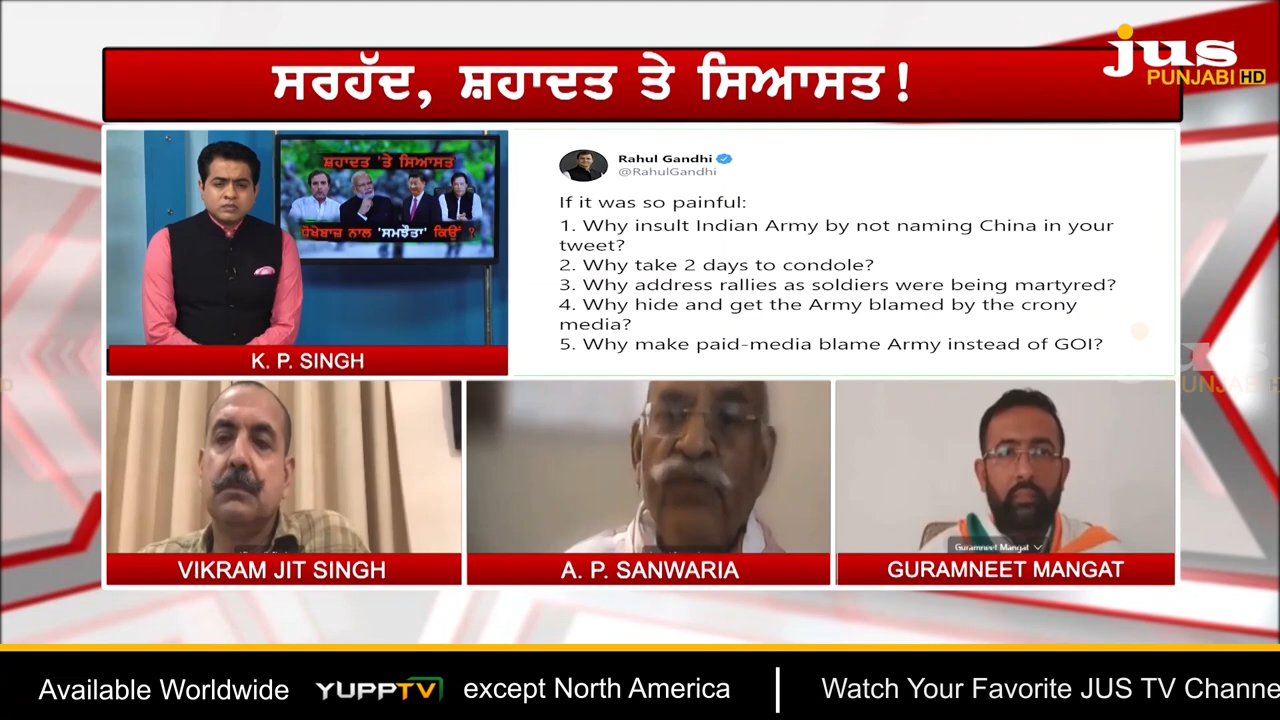 jus
PUNJABI HD
ਸਰਹੱਦ, ਸ਼ਹਾਦਤ ਤੇ ਸਿਆਸਤ!
ਸ਼ਹਾਦਤ 'ਤੇ ਸਿਆਸਤ
ਧੋਖੇਬਾਜ਼ ਨਾਲ 'ਸਮਝੌਤਾ' ਕਿਉਂ ?
K. P. SINGH
Rahul Gandhi
@RahulGandhi
If it was so painful:
1. Why insult Indian Army by not naming China in your
tweet?
2. Why take 2 days to condole?
3. Why address rallies as soldiers were being martyred?
4. Why hide and get the Army blamed by the crony
media?
5. Why make paid-media blame Army instead of GOI?
jus
PUNJABI HD
Guramneet Mangat
VIKRAM JIT SINGH
A. P. SANWARIA
GURAMNEET MANGAT
Available Worldwide YUPPTV except North America | Watch Your Favorite JUS TV Channe